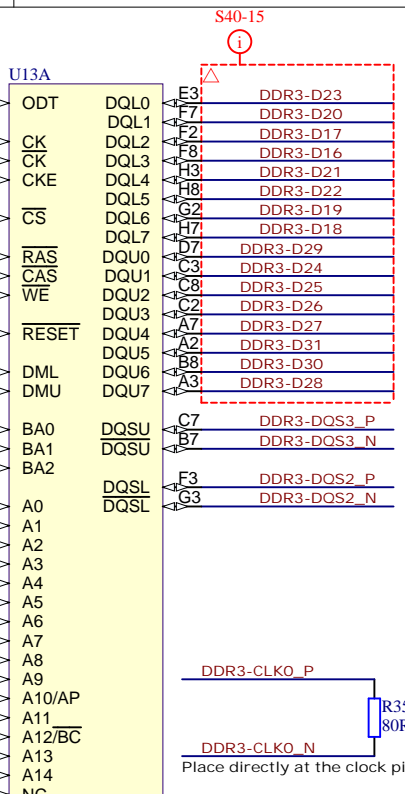 S40-15
i
U13A
ODT DQL0 E3 DDR3-D23
DQL1 F7 DDR3-D20
CK DQL2 F2 DDR3-D17
CK DQL3 F8 DDR3-D16
CKE DQL4 H3 DDR3-D21
DQL5 H8 DDR3-D22
CS DQL6 G2 DDR3-D19
DQL7 H7 DDR3-D18
RAS DQU0 D7 DDR3-D29
CAS DQU1 C3 DDR3-D24
WE DQU2 C8 DDR3-D25
DQU3 C2 DDR3-D26
RESET DQU4 A7 DDR3-D27
DQU5 A2 DDR3-D31
DML DQU6 B8 DDR3-D30
DMU DQU7 A3 DDR3-D28
BA0 DQSU C7 DDR3-DQS3_P
BA1 DQSU B7 DDR3-DQS3_N
BA2
DQSL F3 DDR3-DQS2_P
A0 DQSL G3 DDR3-DQS2_N
A1
A2
A3
A4
A5
A6
A7
A8
A9 DDR3-CLK0_P
A10/AP
A11 R35
A12/BC 80R
A13 DDR3-CLK0_N
A14 Place directly at the clock pi
NC